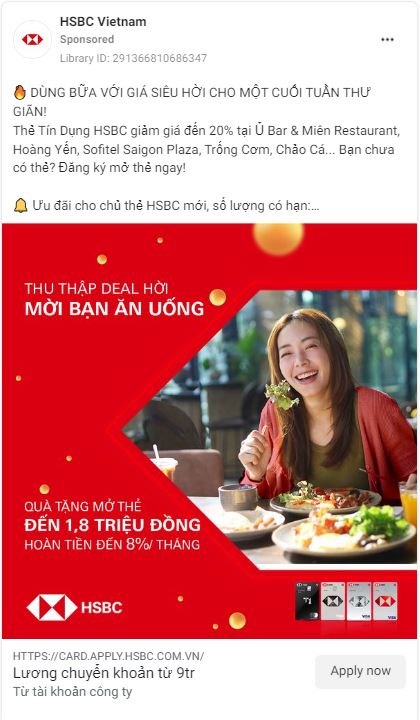 HSBC Vietnam
Sponsored
Library ID: 291366810686347
🔥 DÙNG BỮA VỚI GIÁ SIÊU HỜI CHO MỘT CUỐI TUẦN THƯ
GIÃN!
Thẻ Tín Dụng HSBC giảm giá đến 20% tại Ủ Bar & Miên Restaurant,
Hoàng Yến, Sofitel Saigon Plaza, Trống Cơm, Chảo Cá... Bạn chưa
có thẻ? Đăng ký mở thẻ ngay!
🔔 Ưu đãi cho chủ thẻ HSBC mới, số lượng có hạn:...
THU THẬP DEAL HỜI
MỜI BẠN ĂN UỐNG
QUÀ TẶNG MỞ THẺ
ĐẾN 1,8 TRIỆU ĐỒNG
HOÀN TIỀN ĐẾN 8%/ THÁNG
HSBC
HTTPS://CARD.APPLY.HSBC.COM.VN/
Lương chuyển khoản từ 9tr
Từ tài khoản công ty
Apply now